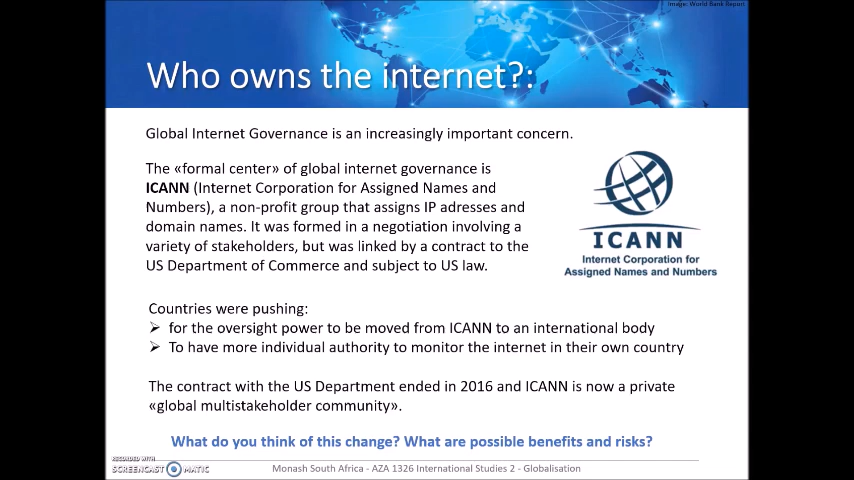 Image: World Bank Report
Who owns the internet?:
Global Internet Governance is an increasingly important concern.
The «formal center» of global internet governance is
ICANN (Internet Corporation for Assigned Names and
Numbers), a non-profit group that assigns IP adresses and
domain names. It was formed in a negotiation involving a
variety of stakeholders, but was linked by a contract to the
US Department of Commerce and subject to US law.
ICANN
Internet Corporation for
Assigned Names and Numbers
Countries were pushing:
for the oversight power to be moved from ICANN to an international body
To have more individual authority to monitor the internet in their own country
The contract with the US Department ended in 2016 and ICANN is now a private
«global multistakeholder community».
What do you think of this change? What are possible benefits and risks?
RECORDED WITH
SCREENCAST MATIC
Monash South Africa - AZA 1326 International Studies 2 - Globalisation